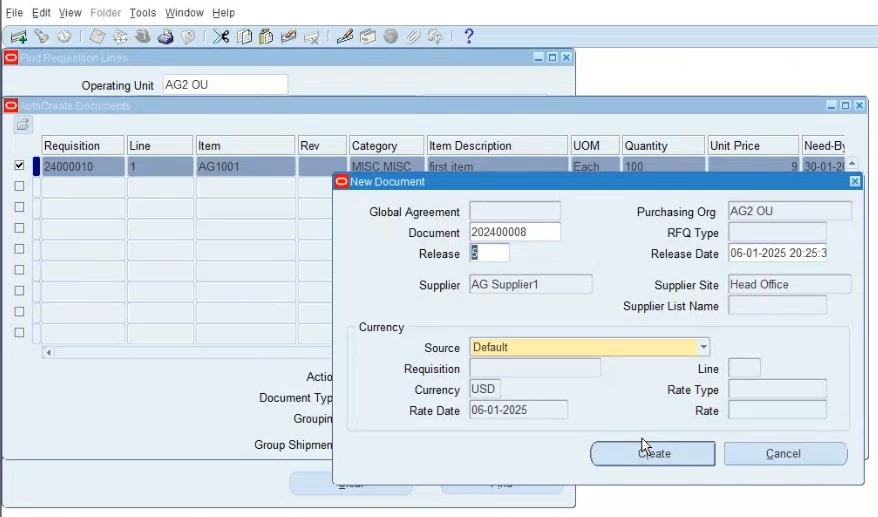 File Edit View Folder Tools Window Help
Find Requisition Lines
Operating Unit AG2 OU
AutoCreate Documents
Requisition Line Item Rev Category Item Description UOM Quantity Unit Price Need-By
24000010 1 AG1001 MISC.MISC first item Each 100 9 30-01-20
New Document
Global Agreement Purchasing Org AG2 OU
Document 202400008 RFQ Type
Release 5 Release Date 06-01-2025 20:25:3
Supplier AG Supplier1 Supplier Site Head Office
Supplier List Name
Currency
Source Default
Requisition Line
Currency USD Rate Type
Rate Date 06-01-2025 Rate
Actio
Document Typ
Groupin
Group Shipmen
Create Cancel
Clear Find